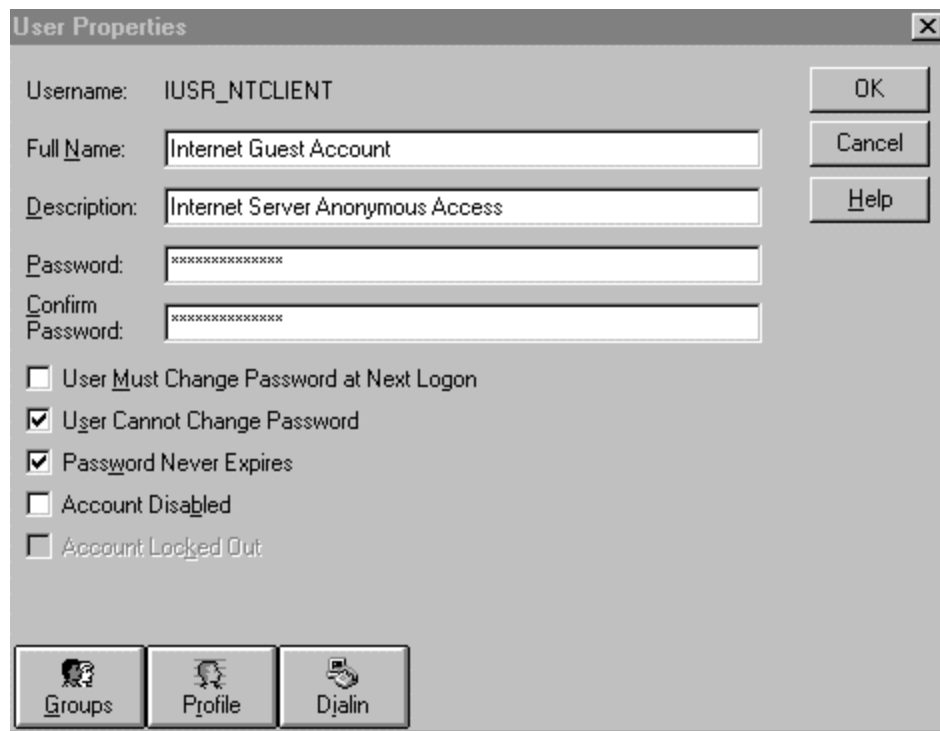 User Properties
Username: IUSR_NTCLIENT
OK
Full Name: Internet Guest Account
Cancel
Description: Internet Server Anonymous Access
Help
Password: **************
Confirm
Password: **************
User Must Change Password at Next Logon
User Cannot Change Password
Password Never Expires
Account Disabled
Account Locked Out
Groups Profile Dialin